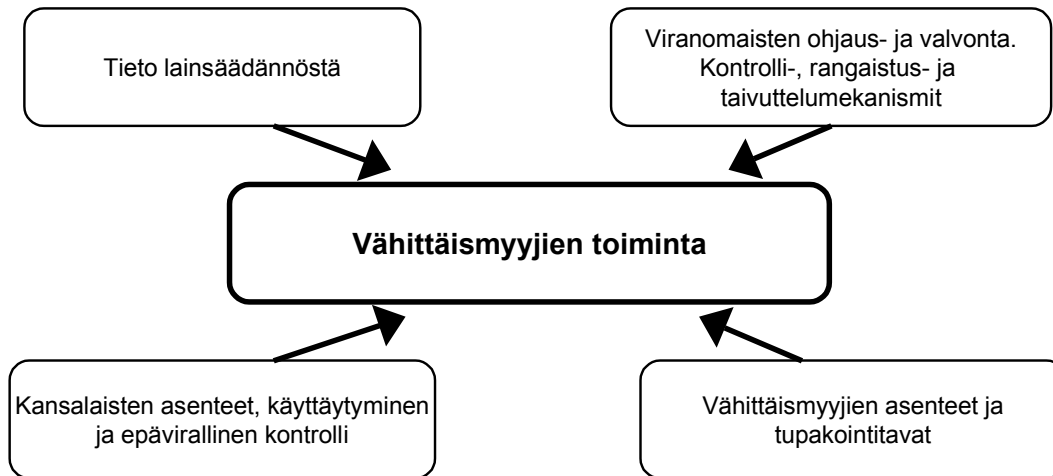 Tieto lainsäädännöstä
Viranomaisten ohjaus- ja valvonta.
Kontrolli-, rangaistus- ja
taivuttelumekanismit
Vähittäismyyjien toiminta
Kansalaisten asenteet, käyttäytyminen
ja epävirallinen kontrolli
Vähittäismyyjien asenteet ja
tupakointitavat